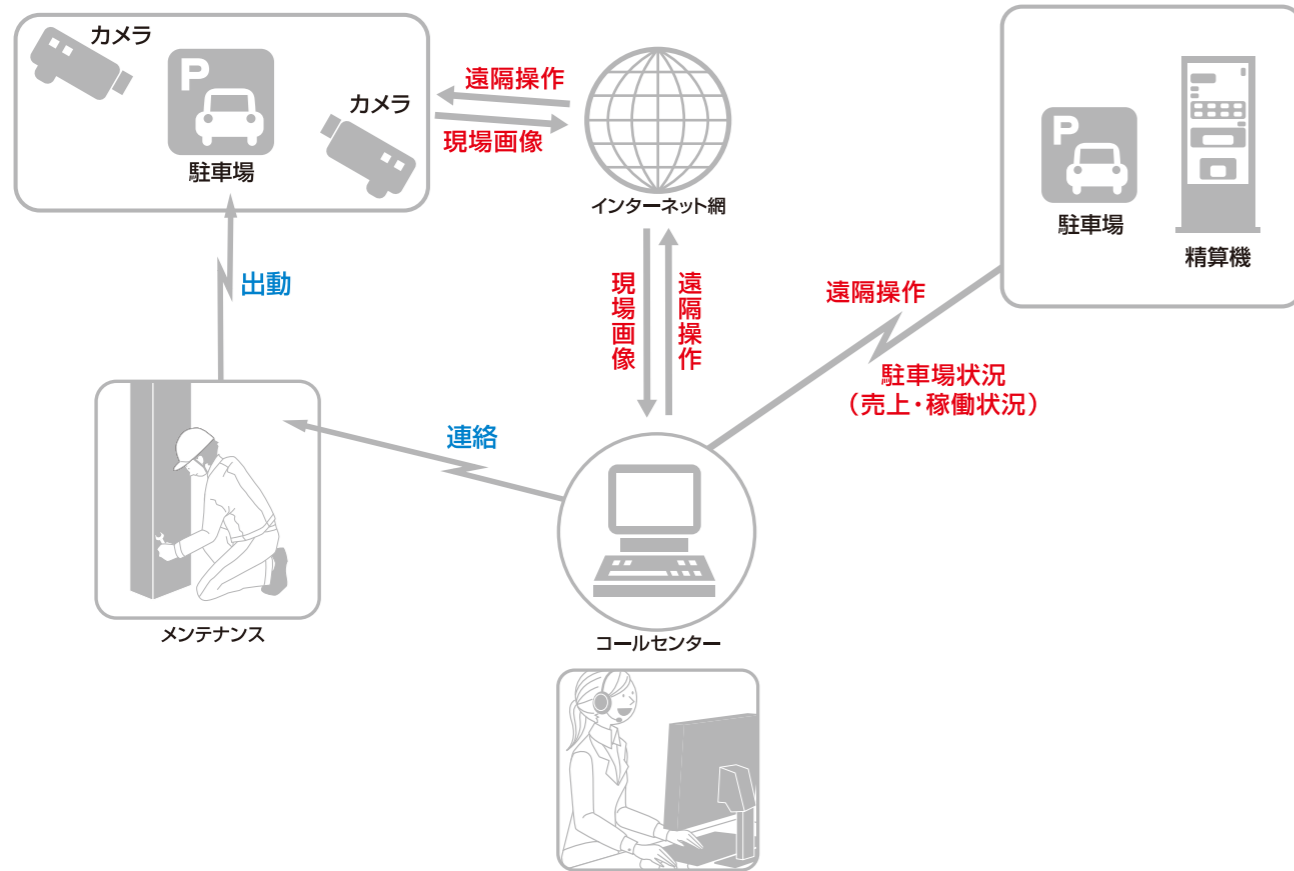 カメラ
P
カメラ
駐車場
遠隔操作
現場画像
インターネット網
P
駐車場
精算機
出動
現場画像
遠隔操作
遠隔操作
駐車場状況
（売上・稼働状況）
連絡
メンテナンス
コールセンター